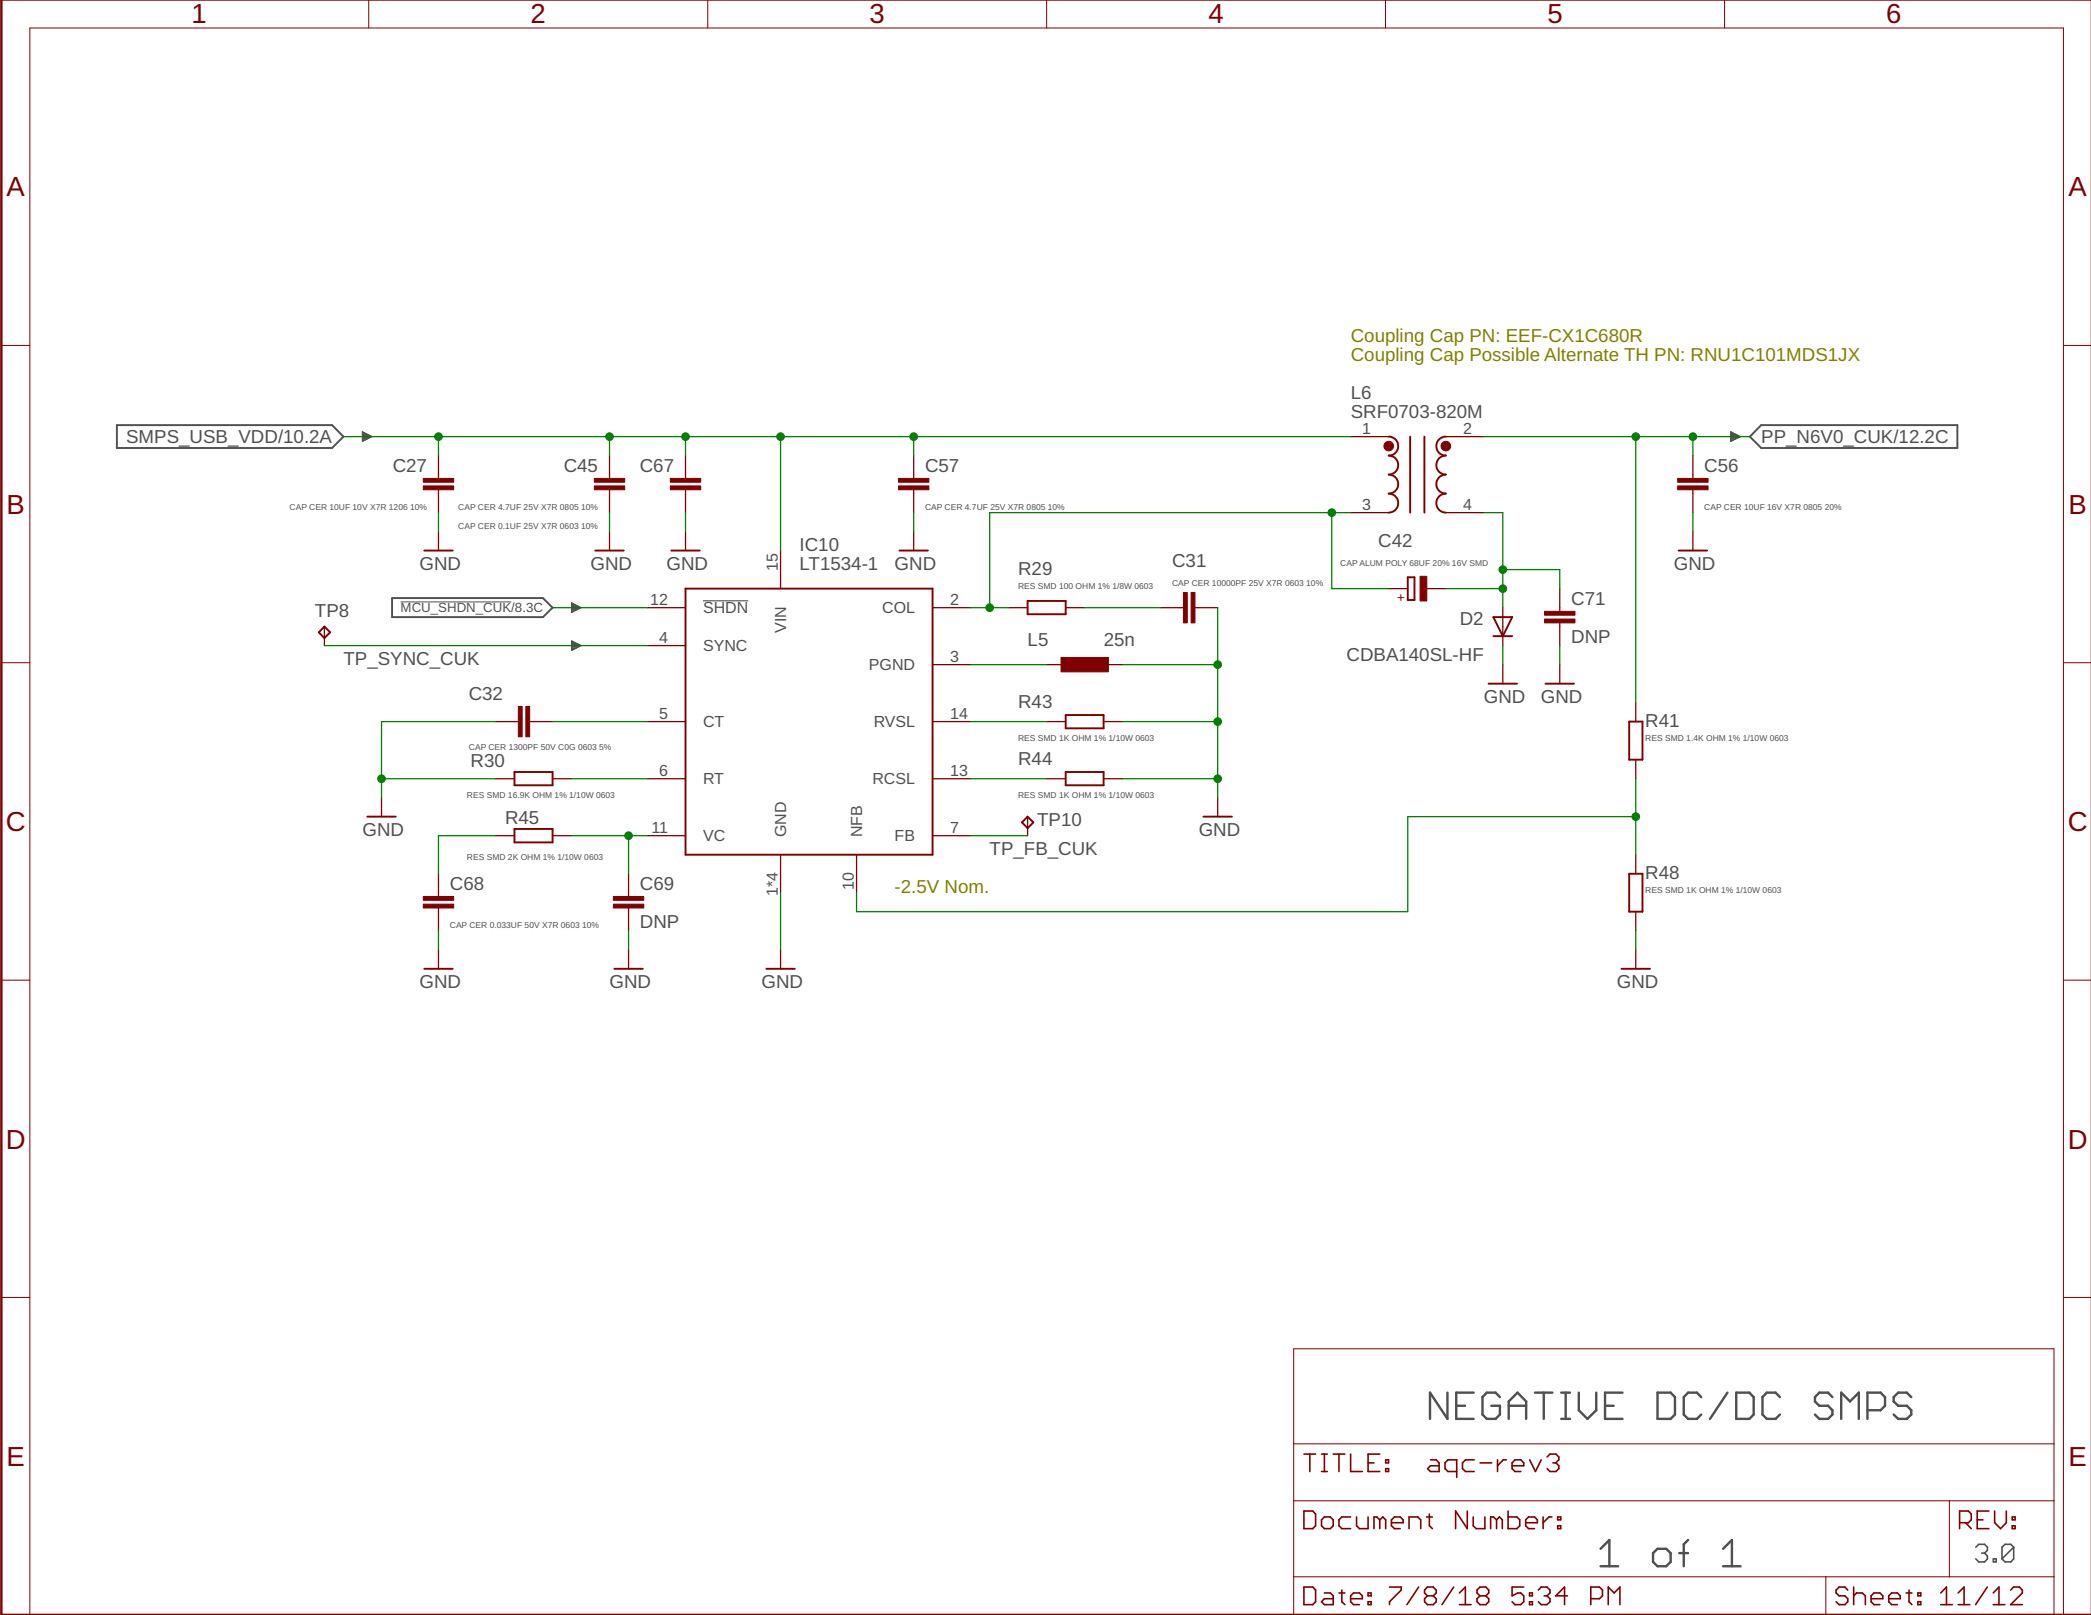 1 2 3 4 5 6
A A
Coupling Cap PN: EEF-CX1C680R
Coupling Cap Possible Alternate TH PN: RNU1C101MDS1JX
L6
SRF0703-820M
1 2
SMPS_USB_VDD/10.2A
PP_N6V0_CUK/12.2C
C27 C45 C67 C57 C56
B B
3 4
CAP CER 10UF 10V X7R 1206 10%
CAP CER 4.7UF 25V X7R 0805 10%
CAP CER 4.7UF 25V X7R 0805 10%
CAP CER 10UF 16V X7R 0805 20%
CAP CER 0.1UF 25V X7R 0603 10%
C42
GND GND GND GND GND
IC10
LT1534-1
15
CAP ALUM POLY 68UF 20% 16V SMD
+
R29
RES SMD 100 OHM 1% 1/8W 0603
C31
CAP CER 10000PF 25V X7R 0603 10%
TP8
MCU_SHDN_CUK/8.3C
12 SHDN VIN COL 2
C71
DNP
D2
CDBA140SL-HF
GND GND
TP_SYNC_CUK
4 SYNC
L5 25n
PGND 3
C32
5 CT
CAP CER 1300PF 50V C0G 0603 5%
RVSL 14
R43
RES SMD 1K OHM 1% 1/10W 0603
R41
RES SMD 1.4K OHM 1% 1/10W 0603
R30
6 RT
RES SMD 16.9K OHM 1% 1/10W 0603
RCSL 13
R44
RES SMD 1K OHM 1% 1/10W 0603
C C
GND GND
R45
11 VC
RES SMD 2K OHM 1% 1/10W 0603
GND NFB
FB 7
TP10
TP_FB_CUK
1*4 10
-2.5V Nom.
C68
CAP CER 0.033UF 50V X7R 0603 10%
C69
DNP
R48
RES SMD 1K OHM 1% 1/10W 0603
GND GND GND GND
D D
E E
NEGATIVE DC/DC SMPS
TITLE: aqc-rev3
Document Number:
1 of 1
REV:
3.0
Date: 7/8/18 5:34 PM
Sheet: 11/12